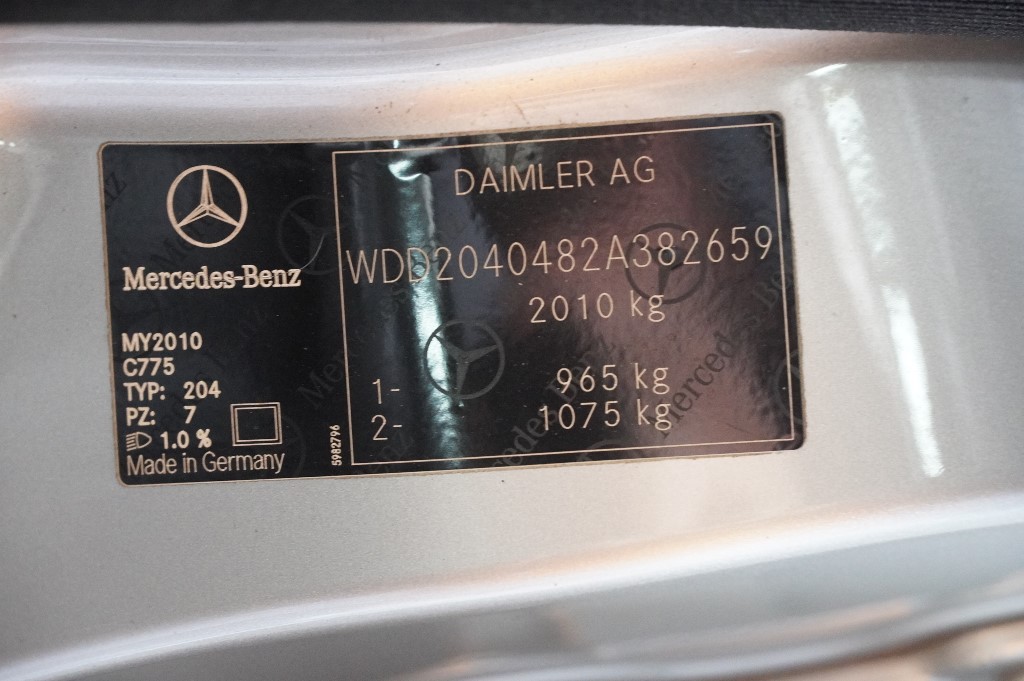 Mercedes-Benz
MY2010
C775
TYP: 204
PZ: 7
1.0 %
Made in Germany
5982796
DAIMLER AG
WDD2040482A382659
2010 kg
1- 965 kg
2- 1075 kg